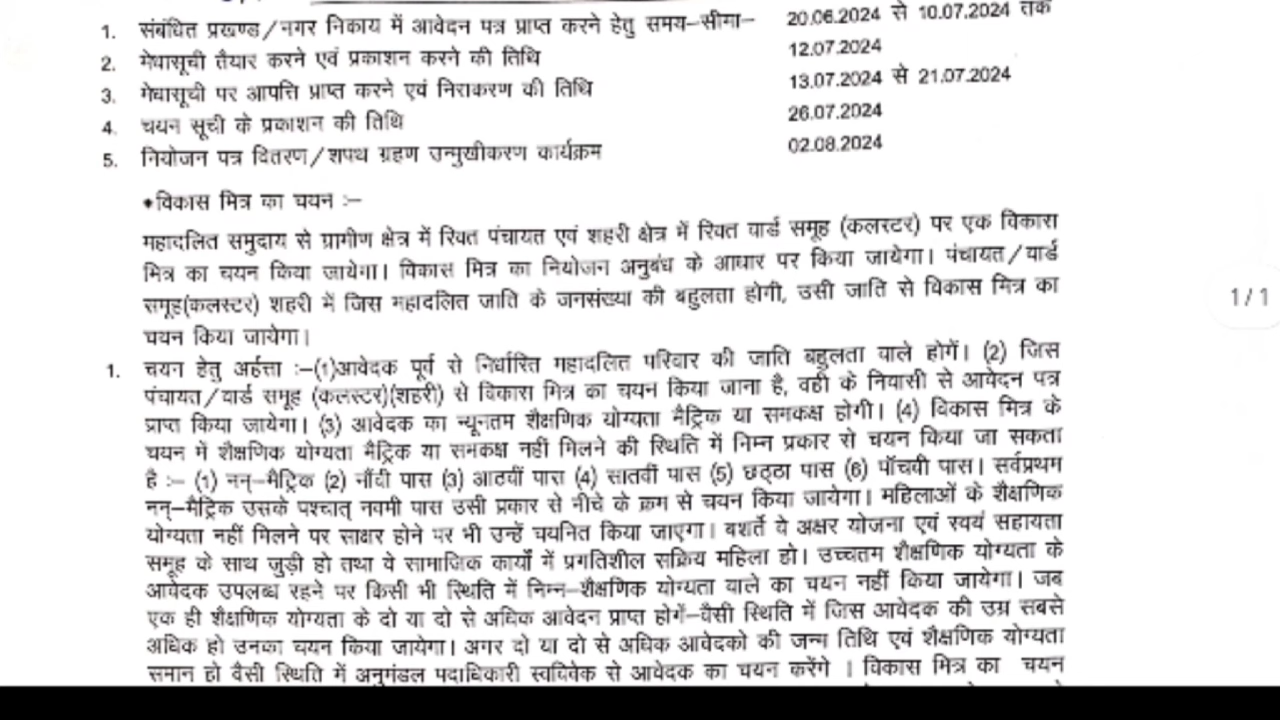 1. संबंधित प्रखण्ड/नगर निकाय में आवेदन पत्र प्राप्त करने हेतु समय–सीमा– 20.06.2024 से 10.07.2024 तक
2. मेधासूची तैयार करने एवं प्रकाशन करने की तिथि 12.07.2024
3. मेधासूची पर आपत्ति प्राप्त करने एवं निराकरण की तिथि 13.07.2024 से 21.07.2024
4. चयन सूची के प्रकाशन की तिथि 26.07.2024
5. नियोजन पत्र वितरण/शपथ ग्रहण उन्मुखीकरण कार्यक्रम 02.08.2024
•विकास मित्र का चयन :–
महादलित समुदाय से ग्रामीण क्षेत्र में रिक्त पंचायत एवं शहरी क्षेत्र में रिक्त वार्ड समूह (कलस्टर) पर एक विकास
मित्र का चयन किया जायेगा। विकास मित्र का नियोजन अनुबंध के आधार पर किया जायेगा। पंचायत/वार्ड
समूह(कलस्टर) शहरी में जिस महादलित जाति के जनसंख्या की बहुलता होगी, उसी जाति से विकास मित्र का
चयन किया जायेगा।
1/1
1. चयन हेतु अर्हत्ता :–(1)आवेदक पूर्व से निर्धारित महादलित परिवार की जाति बहुलता वाले होगें। (2) जिस
पंचायत/वार्ड समूह (कलस्टर)(शहरी) से विकास मित्र का चयन किया जाना है, वही के निवासी से आवेदन पत्र
प्राप्त किया जायेगा। (3) आवेदक का न्यूनतम शैक्षणिक योग्यता मैट्रिक या समकक्ष होगी। (4) विकास मित्र के
चयन में शैक्षणिक योग्यता मैट्रिक या समकक्ष नहीं मिलने की स्थिति में निम्न प्रकार से चयन किया जा सकता
है :– (1) नन्–मैट्रिक (2) नौंवी पास (3) आठवीं पास (4) सातवीं पास (5) छठ्ठा पास (6) पॉचवी पास। सर्वप्रथम
नन्–मैट्रिक उसके पश्चात् नवमी पास उसी प्रकार से नीचे के क्रम से चयन किया जायेगा। महिलाओं के शैक्षणिक
योग्यता नहीं मिलने पर साक्षर होने पर भी उन्हें चयनित किया जाएगा। बशर्ते ये अक्षर योजना एवं स्वयं सहायता
समूह के साथ जुड़ी हो तथा वे सामाजिक कार्यों में प्रगतिशील सक्रिय महिला हो। उच्चतम शैक्षणिक योग्यता के
आवेदक उपलब्ध रहने पर किसी भी स्थिति में निम्न–शैक्षणिक योग्यता वाले का चयन नहीं किया जायेगा। जब
एक ही शैक्षणिक योग्यता के दो या दो से अधिक आवेदन प्राप्त होगें–वैसी स्थिति में जिस आवेदक की उम्र सबसे
अधिक हो उनका चयन किया जायेगा। अगर दो या दो से अधिक आवेदको की जन्म तिथि एवं शैक्षणिक योग्यता
समान हो वैसी स्थिति में अनुमंडल पदाधिकारी स्वविवेक से आवेदक का चयन करेंगे । विकास मित्र का चयन